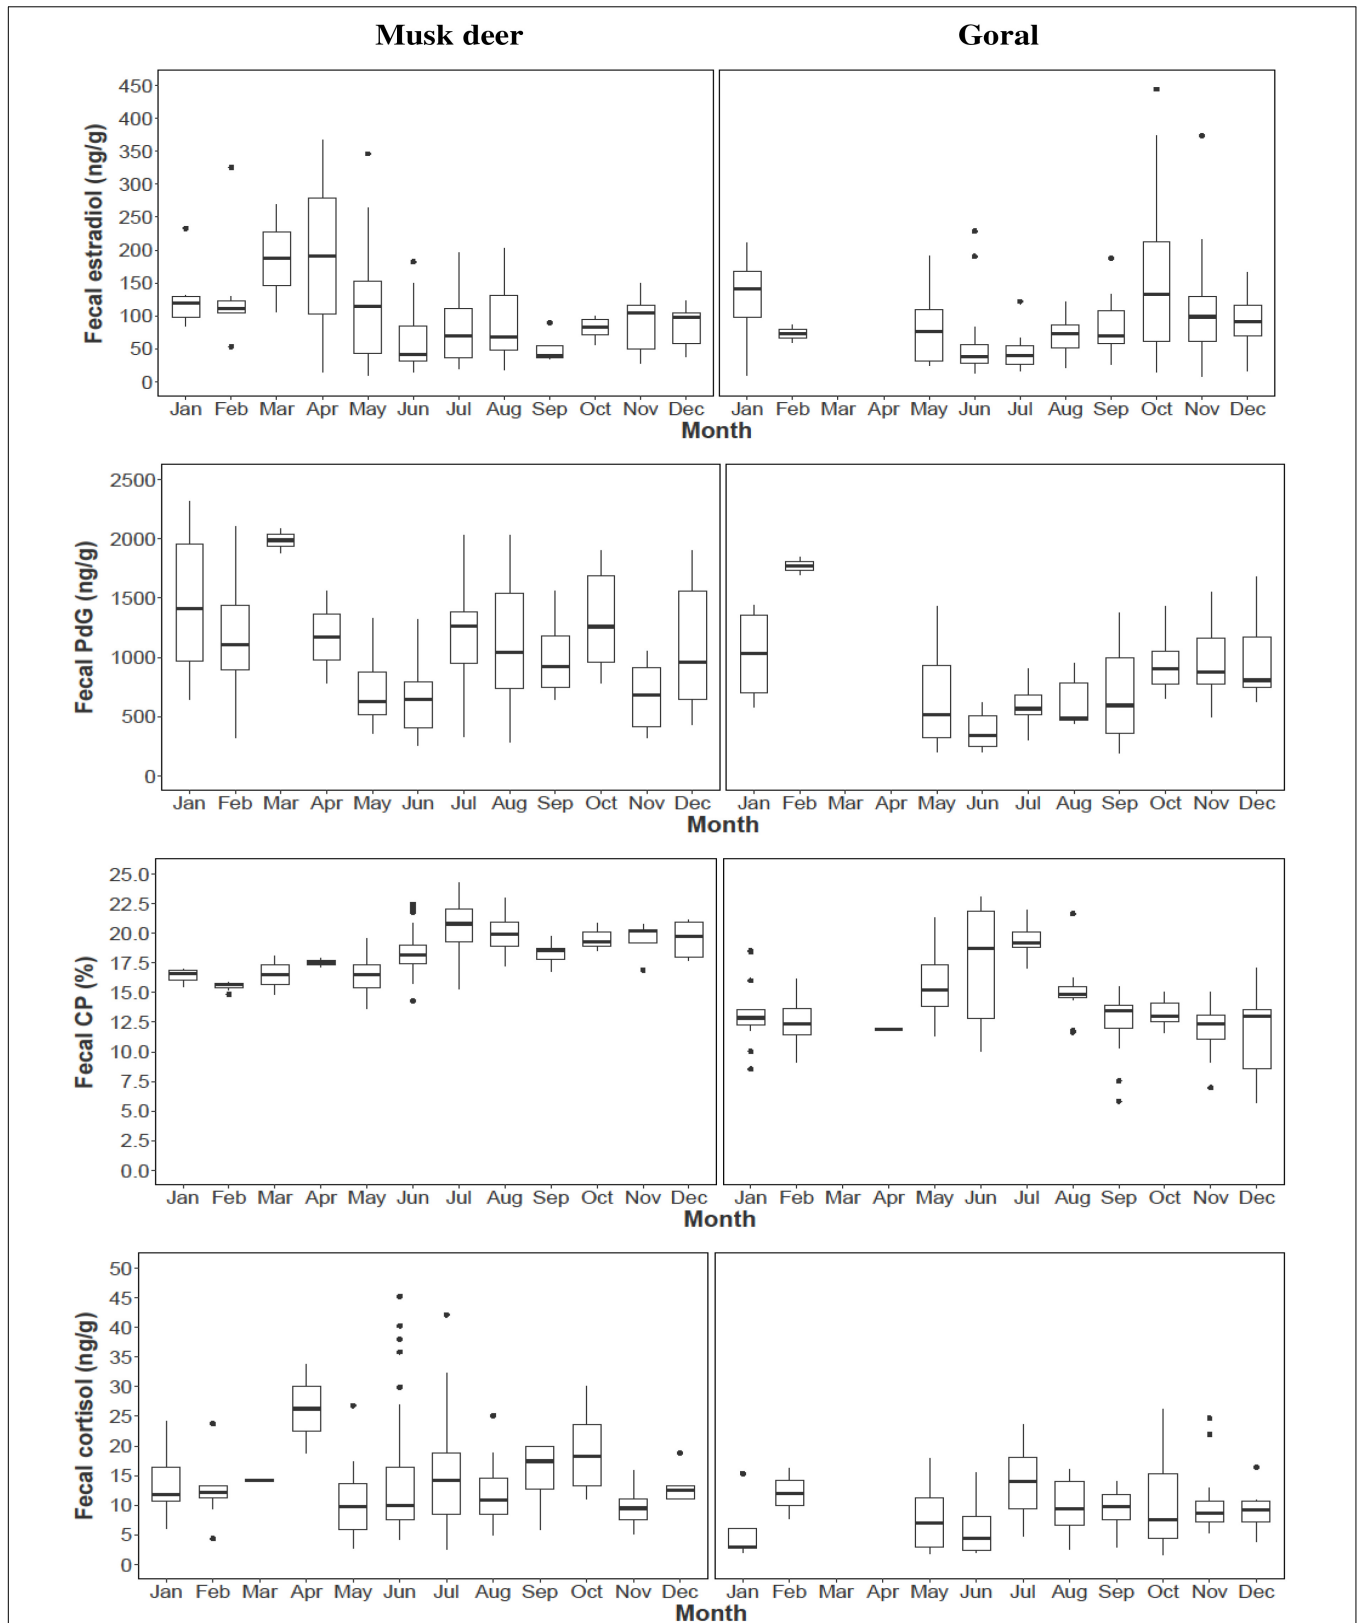 Musk deer Goral
Fecal estradiol (ng/g)
450
400
350
300
250
200
150
100
50
0
Jan Feb Mar Apr May Jun Jul Aug Sep Oct Nov Dec Jan Feb Mar Apr May Jun Jul Aug Sep Oct Nov Dec
Month
Fecal PdG (ng/g)
2500
2000
1500
1000
500
0
Jan Feb Mar Apr May Jun Jul Aug Sep Oct Nov Dec Jan Feb Mar Apr May Jun Jul Aug Sep Oct Nov Dec
Month
Fecal CP (%)
25.0
22.5
20.0
17.5
15.0
12.5
10.0
7.5
5.0
2.5
0.0
Jan Feb Mar Apr May Jun Jul Aug Sep Oct Nov Dec Jan Feb Mar Apr May Jun Jul Aug Sep Oct Nov Dec
Month
Fecal cortisol (ng/g)
50
45
40
35
30
25
20
15
10
5
0
Jan Feb Mar Apr May Jun Jul Aug Sep Oct Nov Dec Jan Feb Mar Apr May Jun Jul Aug Sep Oct Nov Dec
Month